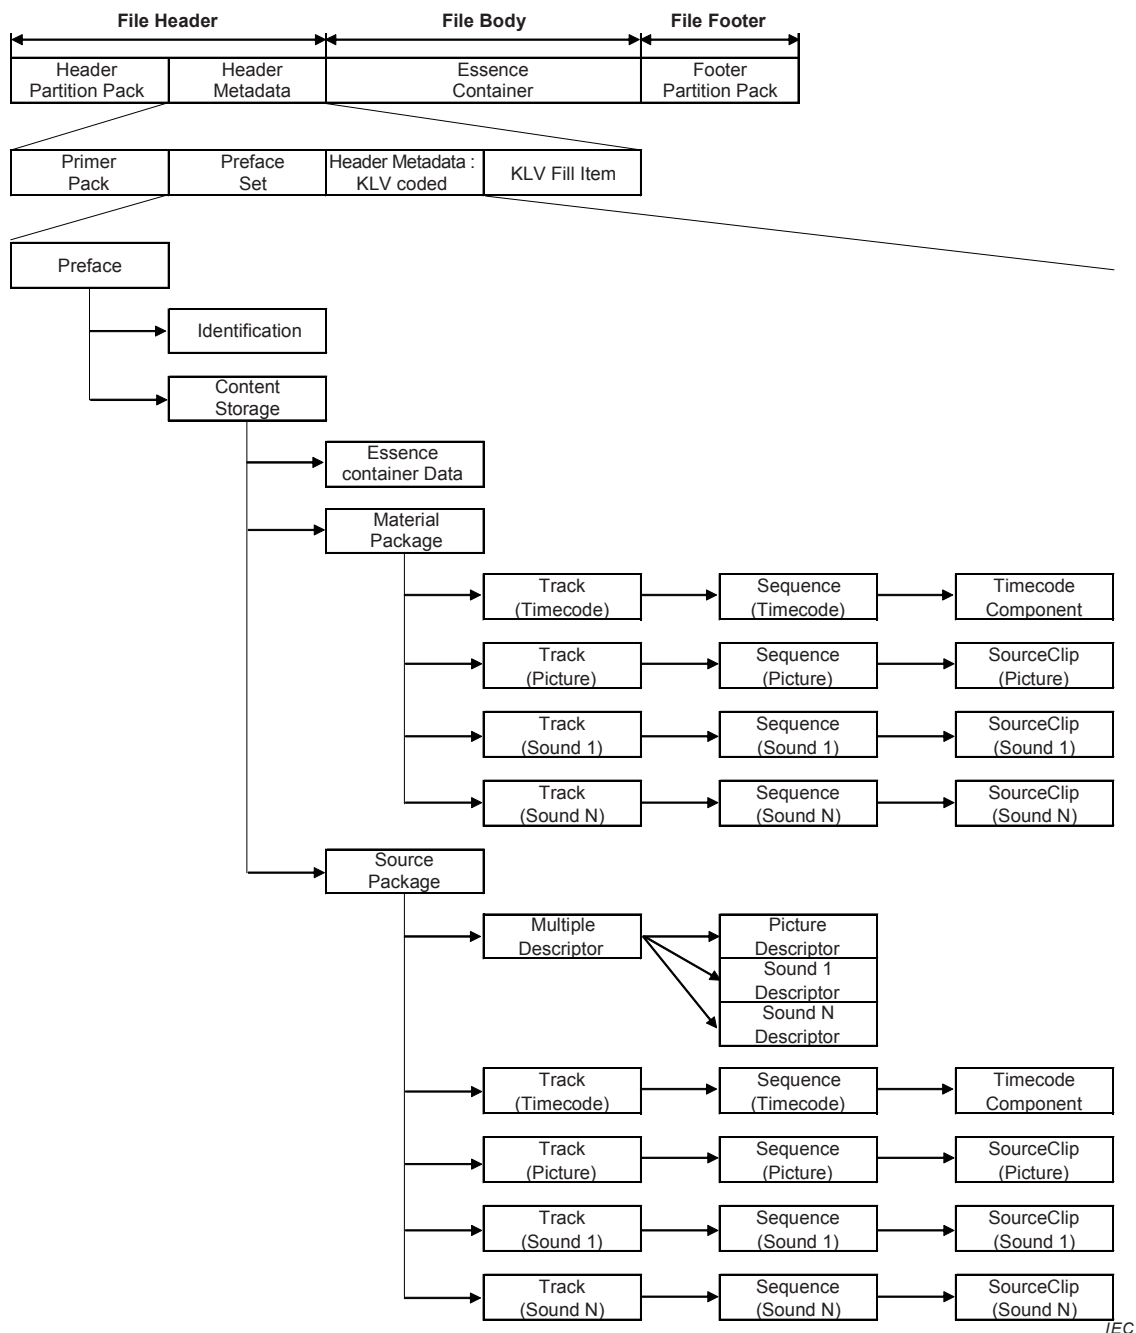 File Header
File Body
File Footer
Header
Partition Pack
Header
Metadata
Essence
Container
Footer
Partition Pack
Primer
Pack
Preface
Set
Header Metadata :
KLV coded
KLV Fill Item
Preface
Identification
Content
Storage
Essence
container Data
Material
Package
Track
(Timecode)
Sequence
(Timecode)
Timecode
Component
Track
(Picture)
Sequence
(Picture)
SourceClip
(Picture)
Track
(Sound 1)
Sequence
(Sound 1)
SourceClip
(Sound 1)
Track
(Sound N)
Sequence
(Sound N)
SourceClip
(Sound N)
Source
Package
Multiple
Descriptor
Picture
Descriptor
Sound 1
Descriptor
Sound N
Descriptor
Track
(Timecode)
Sequence
(Timecode)
Timecode
Component
Track
(Picture)
Sequence
(Picture)
SourceClip
(Picture)
Track
(Sound 1)
Sequence
(Sound 1)
SourceClip
(Sound 1)
Track
(Sound N)
Sequence
(Sound N)
SourceClip
(Sound N)
IEC